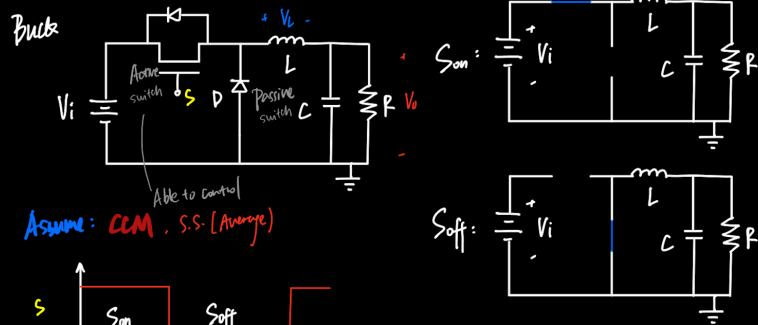 Buck
+ VL -
L
Active switch
S
D
Passive switch
C
R
+
Vo
-
Vi
Able to control
Assume: CCM, S.S. (Average)
S
Son
Soff
Son:
+
Vi
-
L
C
R
Soff:
+
Vi
-
L
C
R